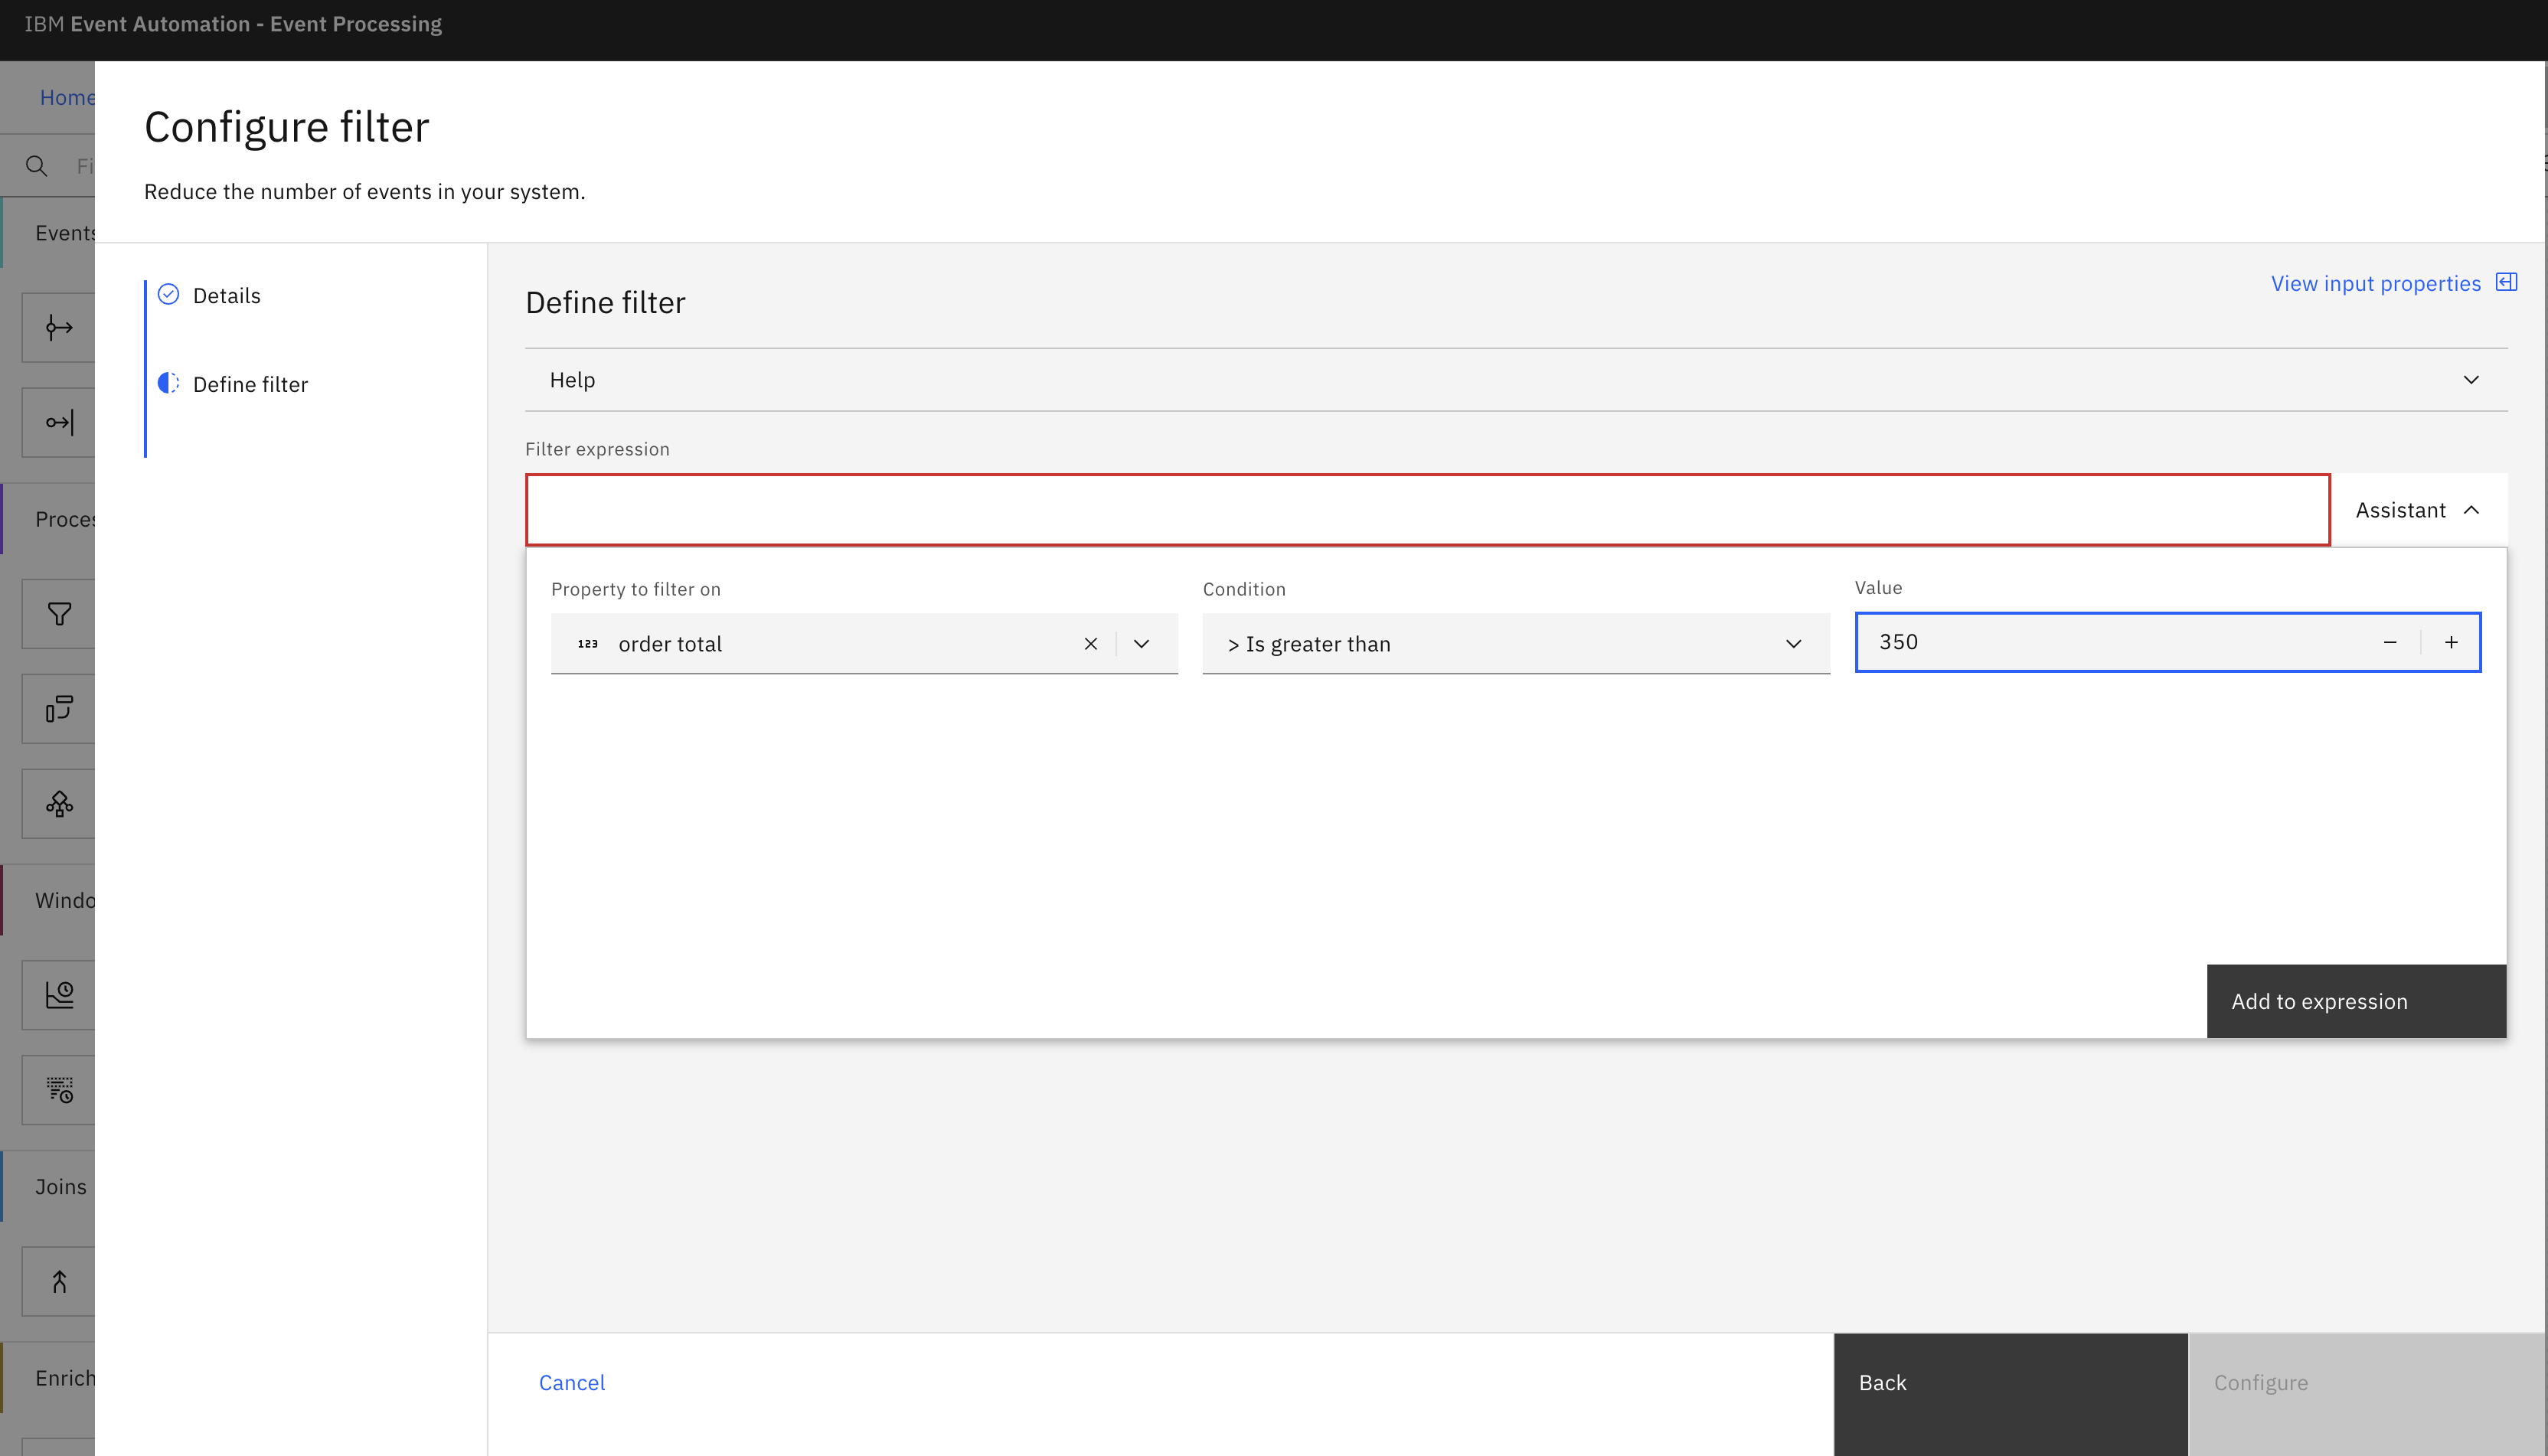 IBM Event Automation - Event Processing
Home
Configure filter
Reduce the number of events in your system.
Fi
Events
Proces
Windo
Joins
Enrich
Details
Define filter
Define filter
View input properties
Help
Filter expression
Assistant
Property to filter on
Condition
Value
123 order total
> Is greater than
350
Add to expression
Cancel
Back
Configure